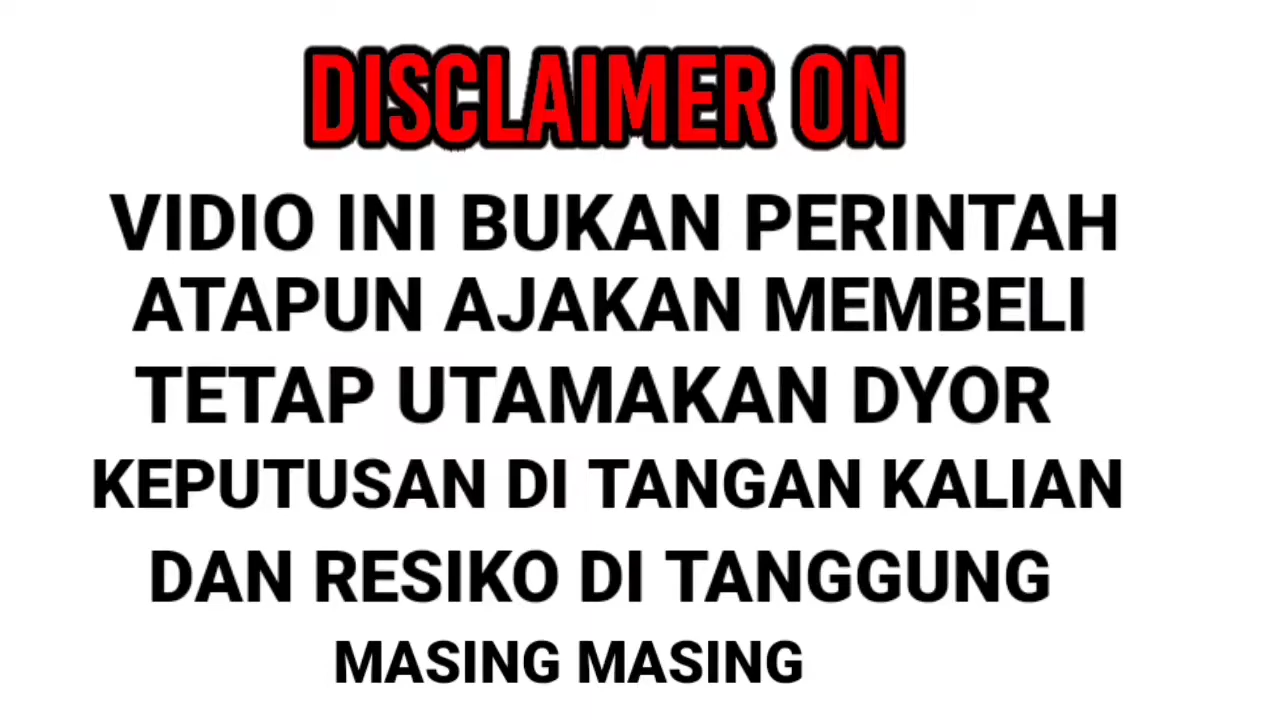 DISCLAIMER ON
VIDIO INI BUKAN PERINTAH
ATAPUN AJAKAN MEMBELI
TETAP UTAMAKAN DYOR
KEPUTUSAN DI TANGAN KALIAN
DAN RESIKO DI TANGGUNG
MASING MASING